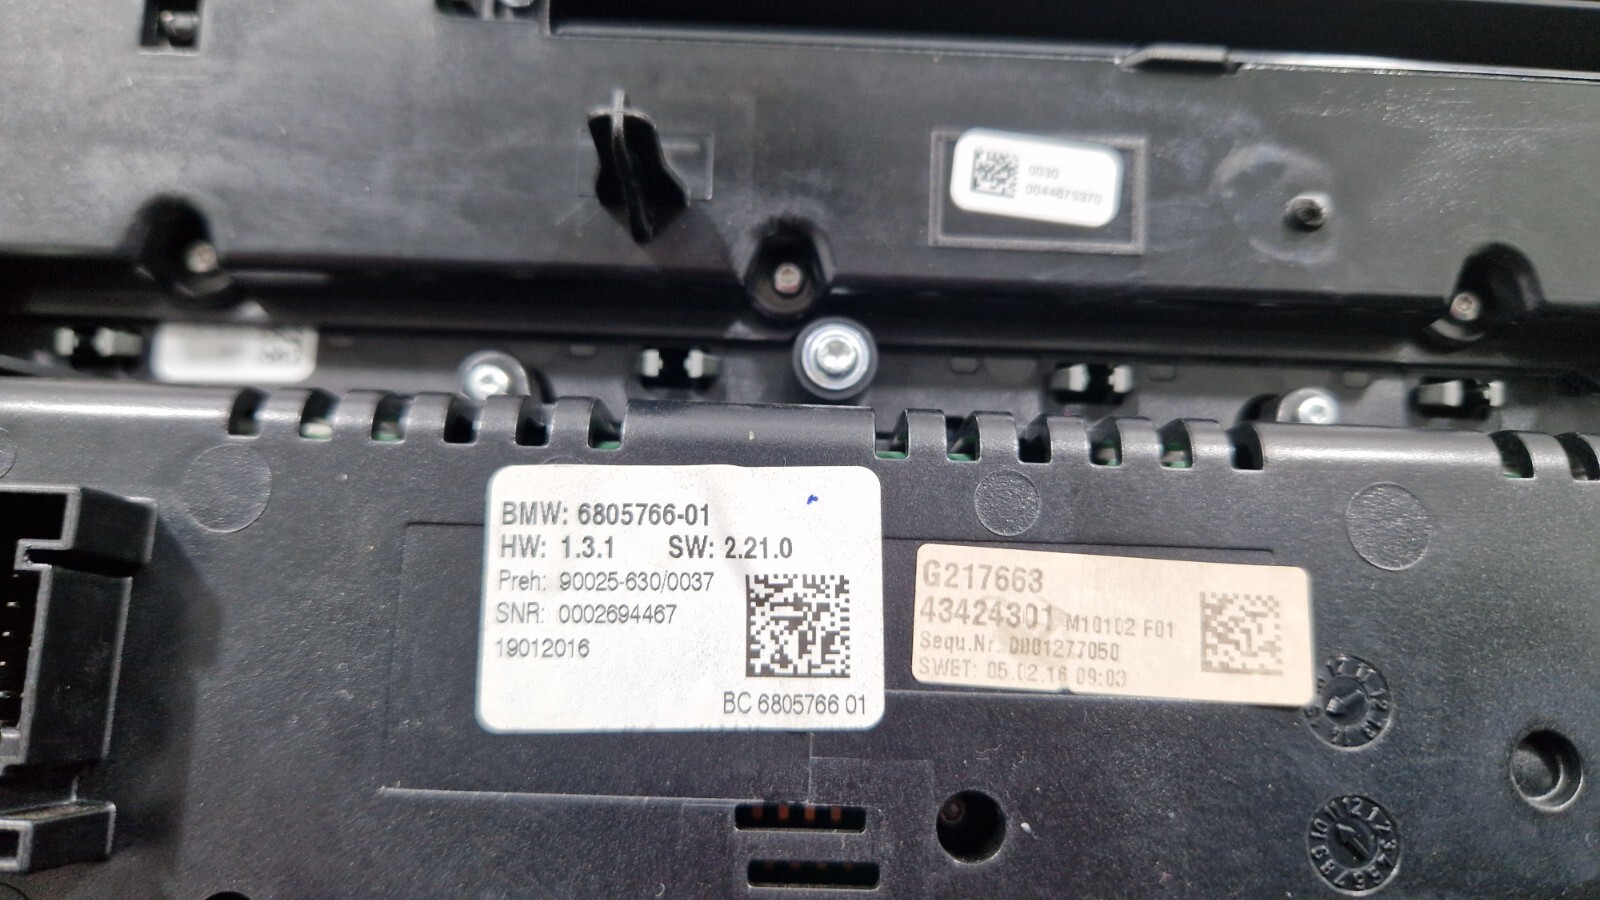 0030
0044879370
BMW: 6805766-01
HW: 1.3.1 SW: 2.21.0
Preh: 90025-630/0037
SNR: 0002694467
19012016
BC 6805766 01
G217663
43424301 M10102 F01
Sequ.Nr. 0001277050
SWET: 05.02.16 09:03